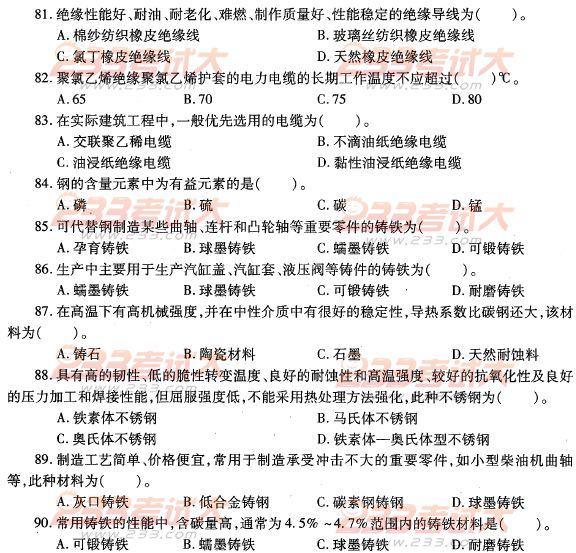 81. 绝缘性能好、耐油、耐老化、难燃、制作质量好、性能稳定的绝缘导线为(　　)。
A. 棉纱纺织橡皮绝缘线　B. 玻璃丝纺织橡皮绝缘线
C. 氯丁橡皮绝缘线　D. 天然橡皮绝缘线
82. 聚氯乙烯绝缘聚氯乙烯护套的电力电缆的长期工作温度不应超过(　　)℃。
A. 65　B. 70　C. 75　D. 80
83. 在实际建筑工程中,一般优先选用的电缆为(　　)。
A. 交联聚乙稀电缆　B. 不滴油纸绝缘电缆
C. 油浸纸绝缘电缆　D. 黏性油浸纸绝缘电缆
84. 钢的含量元素中为有益元素的是(　　)。
A. 磷　B. 硫　C. 碳　D. 锰
85. 可代替钢制造某些曲轴、连杆和凸轮轴等重要零件的铸铁为(　　)。
A. 孕育铸铁　B. 球墨铸铁　C. 蠕墨铸铁　D. 可锻铸铁
86. 生产中主要用于生产汽缸盖、汽缸套、液压阀等铸件的铸铁为(　　)。
A. 蠕墨铸铁　B. 球墨铸铁　C. 可锻铸铁　D. 耐磨铸铁
87. 在高温下有高机械强度,并在中性介质中有很好的稳定性,导热系数比碳钢还大,该材
料为(　　)。
A. 铸石　B. 陶瓷材料　C. 石墨　D. 天然耐蚀料
88. 具有高的韧性、低的脆性转变温度、良好的耐蚀性和高温强度、较好的抗氧化性及良好
的压力加工和焊接性能,但屈服强度低,不能采用热处理方法强化,此种不锈钢为(　　)。
A. 铁素体不锈钢　B. 马氏体不锈钢
C. 奥氏体不锈钢　D. 铁素体—奥氏体型不锈钢
89. 制造工艺简单、价格便宜,常用于制造承受冲击不大的重要零件,如小型柴油机曲轴
等,此种材料为(　　)。
A. 灰口铸铁　B. 低合金铸钢　C. 碳素钢铸钢　D. 球墨铸铁
90. 常用铸铁的性能中,含碳量高,通常为 4.5% ~4.7%范围内的铸铁材料是(　　)。
A. 可锻铸铁　B. 蠕墨铸铁　C. 球墨铸铁　D. 耐磨铸铁